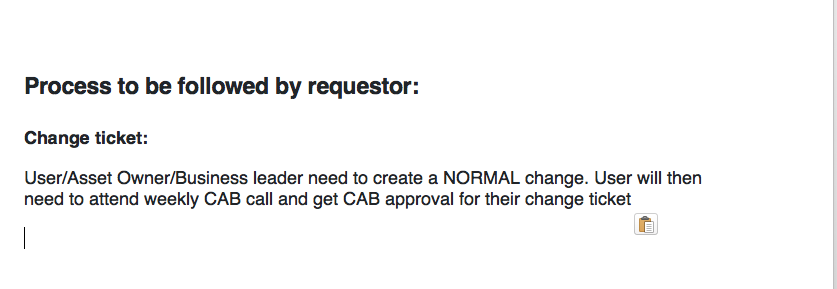 Process to be followed by requestor:
Change ticket:
User/Asset Owner/Business leader need to create a NORMAL change. User will then
need to attend weekly CAB call and get CAB approval for their change ticket